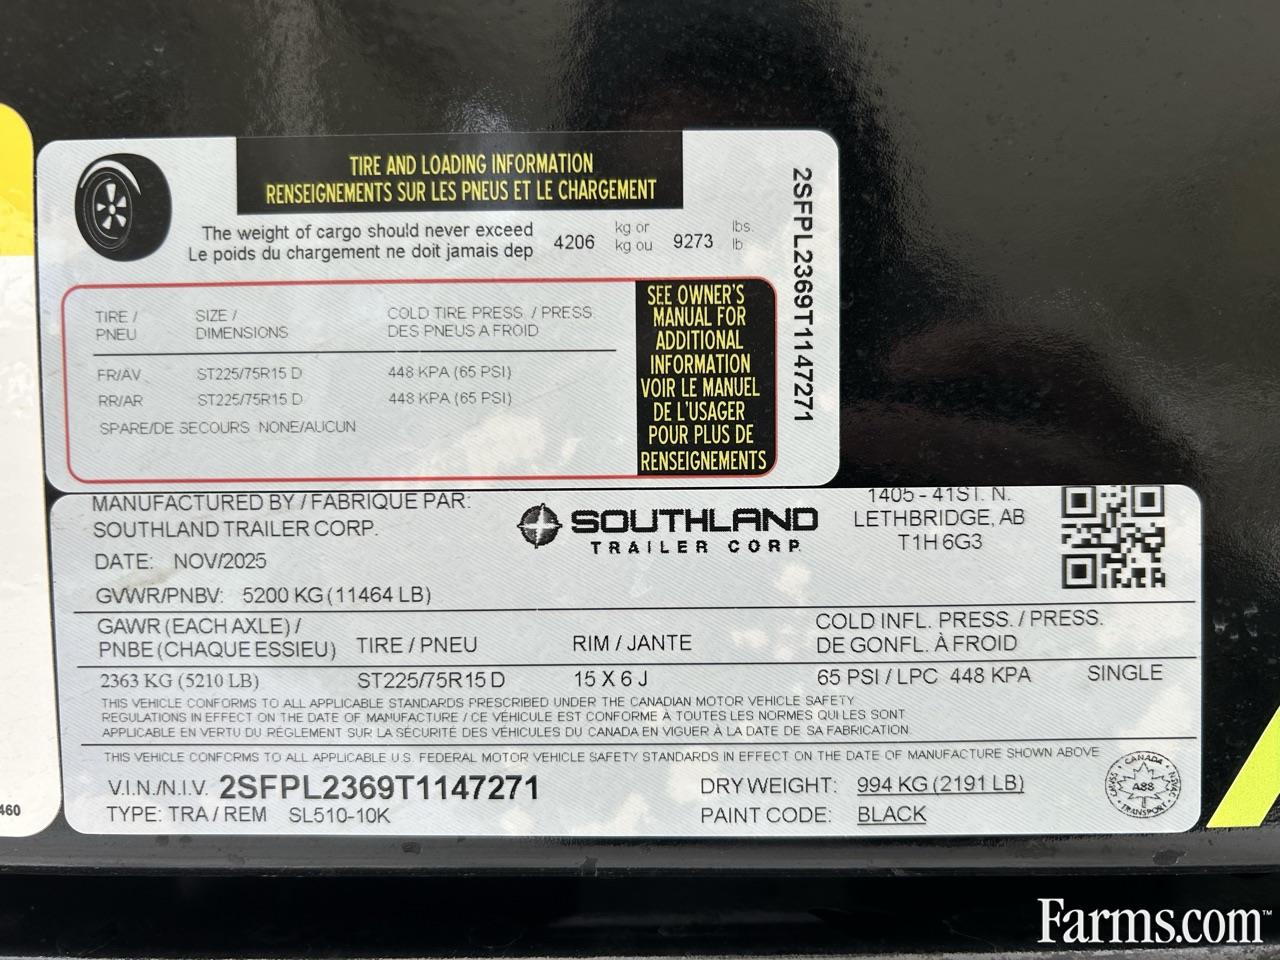 TIRE AND LOADING INFORMATION
RENSEIGNEMENTS SUR LES PNEUS ET LE CHARGEMENT
The weight of cargo should never exceed 4206 kg or 9273 lbs.
Le poids du chargement ne doit jamais dep kg ou lb.
TIRE / SIZE / COLD TIRE PRESS. / PRESS.
PNEU DIMENSIONS DES PNEUS A FROID
FR/AV ST225/75R15 D 448 KPA (65 PSI)
RR/AR ST225/75R15 D 448 KPA (65 PSI)
SPARE/DE SECOURS NONE/AUCUN
SEE OWNER'S
MANUAL FOR
ADDITIONAL
INFORMATION
VOIR LE MANUEL
DE L'USAGER
POUR PLUS DE
RENSEIGNEMENTS
2SFPL2369T1147271
MANUFACTURED BY / FABRIQUE PAR:
SOUTHLAND TRAILER CORP.
DATE: NOV/2025
SOUTHLAND
TRAILER CORP.
1405 - 41ST. N.
LETHBRIDGE, AB
T1H 6G3
GVWR/PNBV: 5200 KG (11464 LB)
GAWR (EACH AXLE) / COLD INFL. PRESS. / PRESS.
PNBE (CHAQUE ESSIEU) TIRE / PNEU RIM / JANTE DE GONFL. À FROID
2363 KG (5210 LB) ST225/75R15 D 15 X 6 J 65 PSI / LPC 448 KPA SINGLE
THIS VEHICLE CONFORMS TO ALL APPLICABLE STANDARDS PRESCRIBED UNDER THE CANADIAN MOTOR VEHICLE SAFETY
REGULATIONS IN EFFECT ON THE DATE OF MANUFACTURE / CE VÉHICULE EST CONFORME À TOUTES LES NORMES QUI LES SONT
APPLICABLE EN VERTU DU RÈGLEMENT SUR LA SÉCURITÉ DES VÉHICULES DU CANADA EN VIGUER À LA DATE DE SA FABRICATION.
THIS VEHICLE CONFORMS TO ALL APPLICABLE U.S. FEDERAL MOTOR VEHICLE SAFETY STANDARDS IN EFFECT ON THE DATE OF MANUFACTURE SHOWN ABOVE
V.I.N./N.I.V. 2SFPL2369T1147271 DRY WEIGHT: 994 KG (2191 LB)
TYPE: TRA / REM SL510-10K PAINT CODE: BLACK
CANADA
A88
TRANSPORT
460
Farms.com™